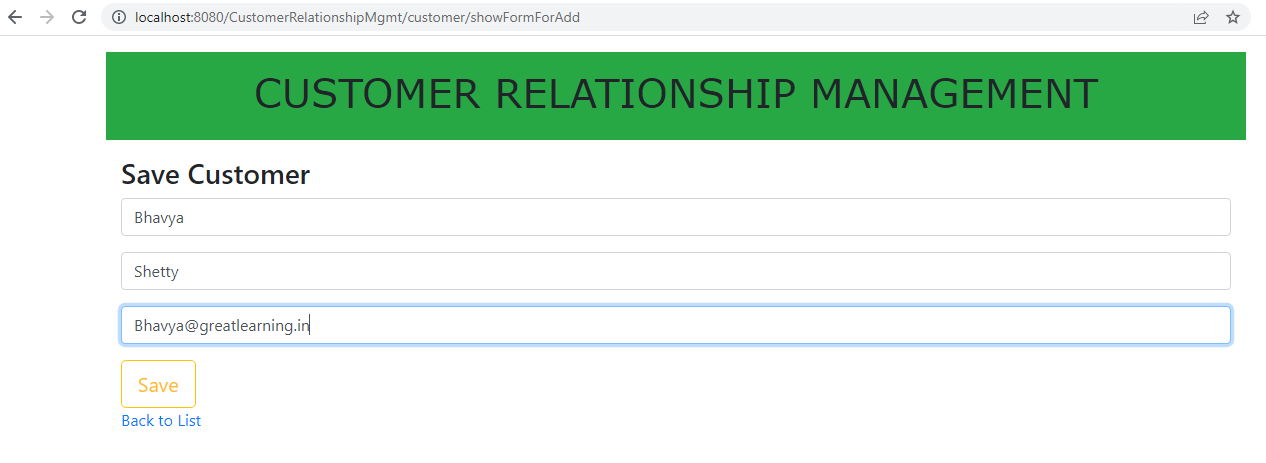 localhost:8080/CustomerRelationshipMgmt/customer/showFormForAdd
CUSTOMER RELATIONSHIP MANAGEMENT
Save Customer
Bhavya
Shetty
Bhavya@greatlearning.in
Save
Back to List